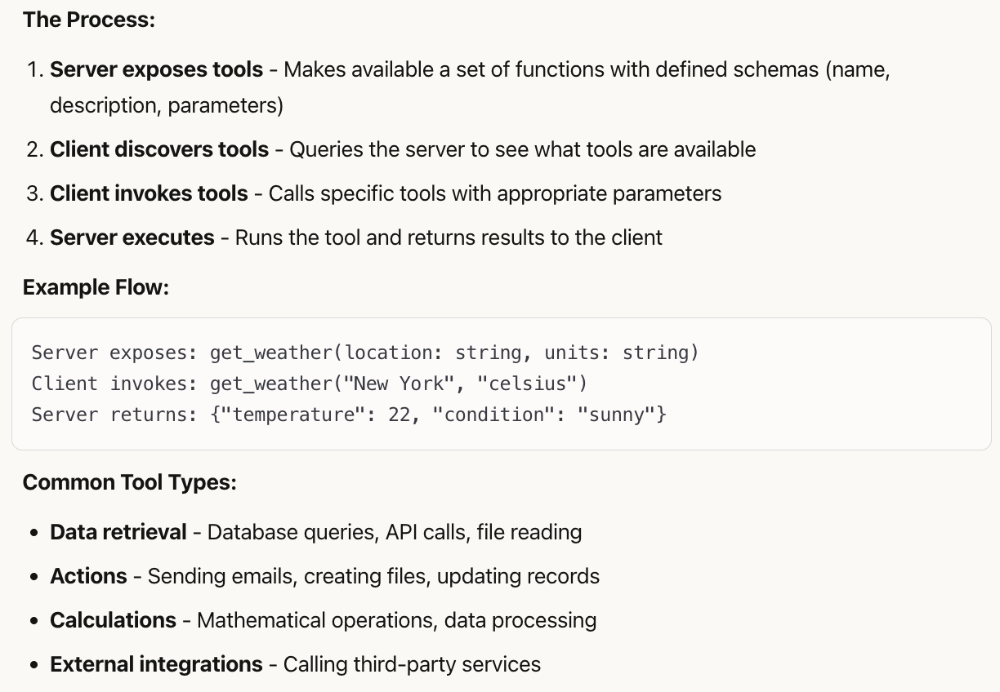 The Process:
1. Server exposes tools - Makes available a set of functions with defined schemas (name,
description, parameters)
2. Client discovers tools - Queries the server to see what tools are available
3. Client invokes tools - Calls specific tools with appropriate parameters
4. Server executes - Runs the tool and returns results to the client
Example Flow:
Server exposes: get_weather(location: string, units: string)
Client invokes: get_weather("New York", "celsius")
Server returns: {"temperature": 22, "condition": "sunny"}
Common Tool Types:
• Data retrieval - Database queries, API calls, file reading
• Actions - Sending emails, creating files, updating records
• Calculations - Mathematical operations, data processing
• External integrations - Calling third-party services